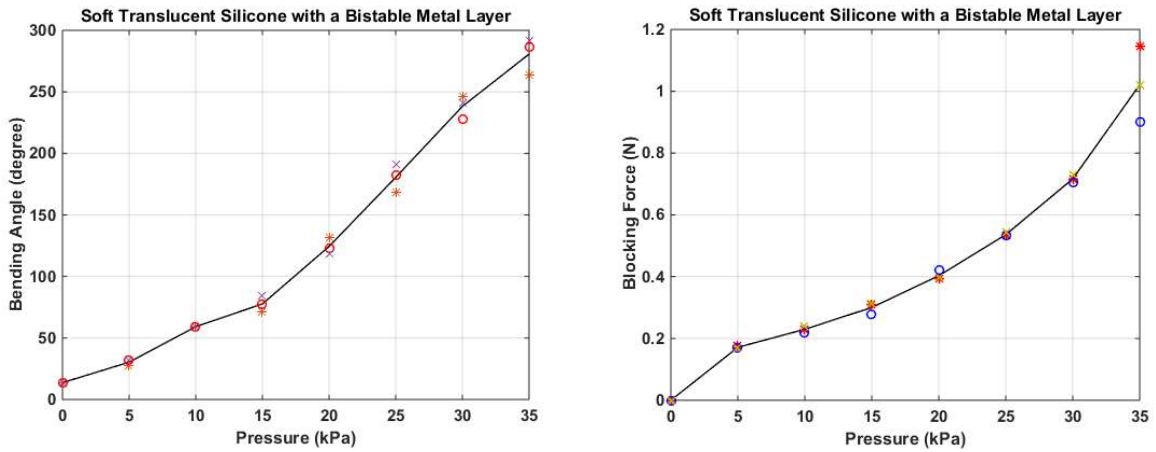 Soft Translucent Silicone with a Bistable Metal Layer
300
250
200
150
100
50
0
Bending Angle (degree)
0 5 10 15 20 25 30 35
Pressure (kPa)
Soft Translucent Silicone with a Bistable Metal Layer
1.2
1
0.8
0.6
0.4
0.2
0
Blocking Force (N)
0 5 10 15 20 25 30 35
Pressure (kPa)